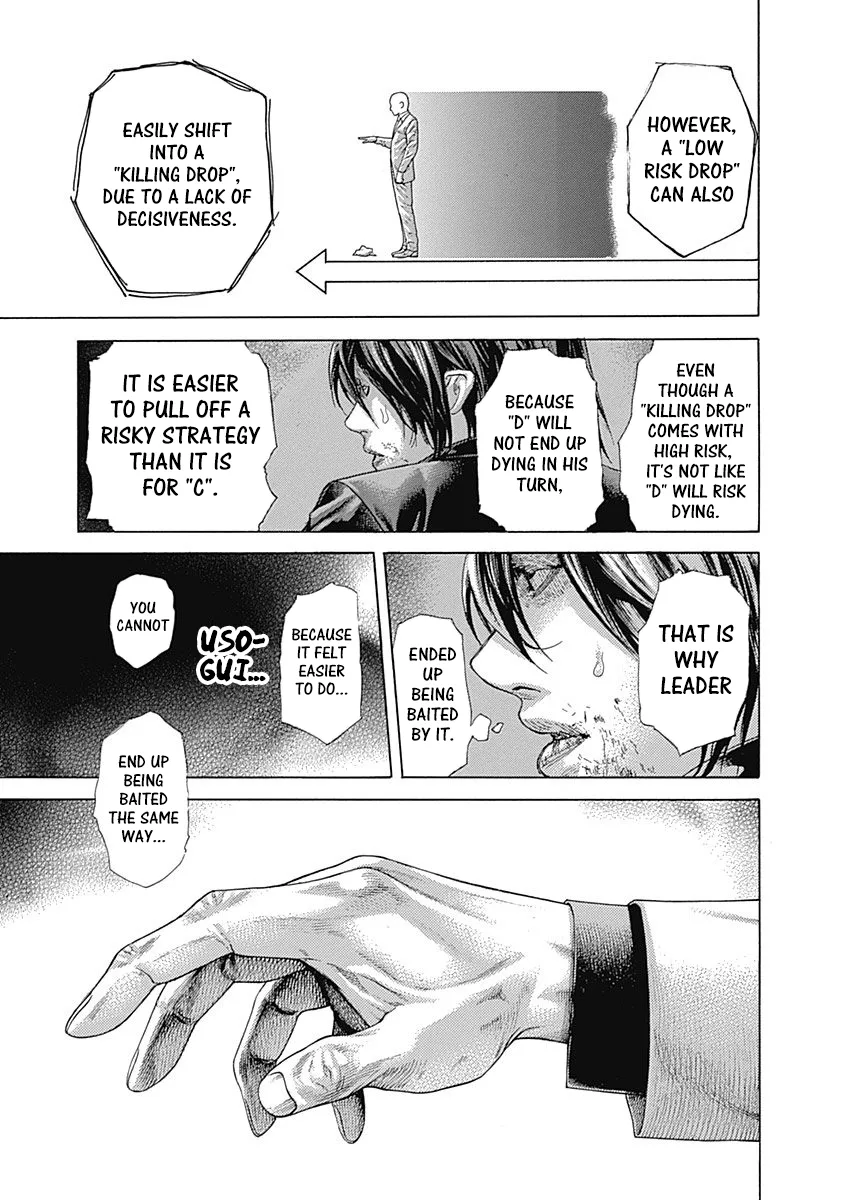 HOWEVER,
A "LOW
RISK DROP"
CAN ALSO
EASILY SHIFT
INTO A
"KILLING DROP",
DUE TO A LACK OF
DECISIVENESS.
EVEN
THOUGH A
"KILLING DROP"
COMES WITH
HIGH RISK,
IT'S NOT LIKE
"D" WILL RISK
DYING.
BECAUSE
"D" WILL
NOT END UP
DYING IN HIS
TURN,
IT IS EASIER
TO PULL OFF A
RISKY STRATEGY
THAN IT IS
FOR "C".
THAT IS
WHY
LEADER
ENDED
UP
BEING
BAITED
BY IT.
BECAUSE
IT FELT
EASIER
TO DO...
USO-
GUI...
YOU
CANNOT
END UP
BEING
BAITED
THE SAME
WAY...